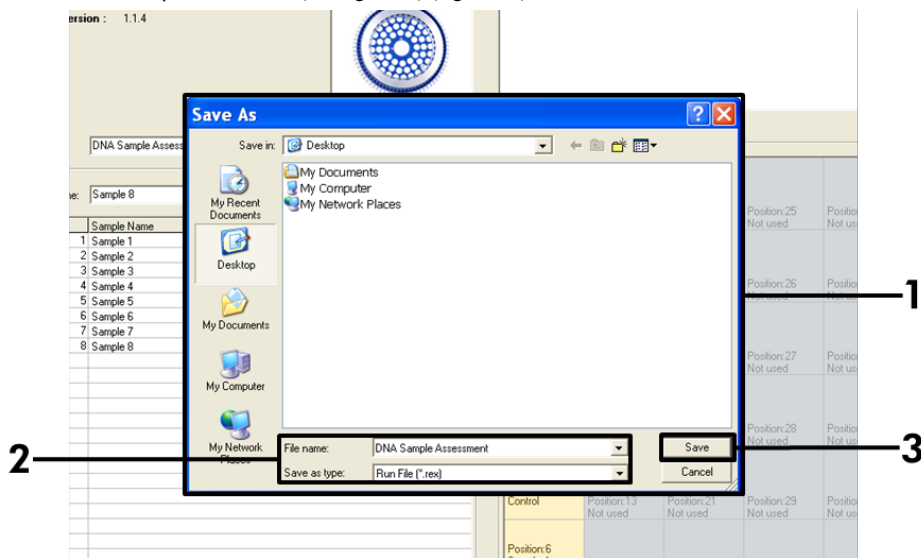 ersion : 1.1.4
Save As
DNA Sample Assess
Save in:
Desktop
My Documents
My Computer
My Network Places
My Recent
Documents
Desktop
My Documents
My Computer
My Network
Places
Sample 8
Sample Name
1 Sample 1
2 Sample 2
3 Sample 3
4 Sample 4
5 Sample 5
6 Sample 6
7 Sample 7
8 Sample 8
Position:25
Not used
Position:26
Not used
Position:27
Not used
Position:28
Not used
1
2
3
File name:
DNA Sample Assessment
Save
Save as type:
Run File (*.rex)
Cancel
Control
Position:13
Not used
Position:21
Not used
Position:29
Not used
Position:6